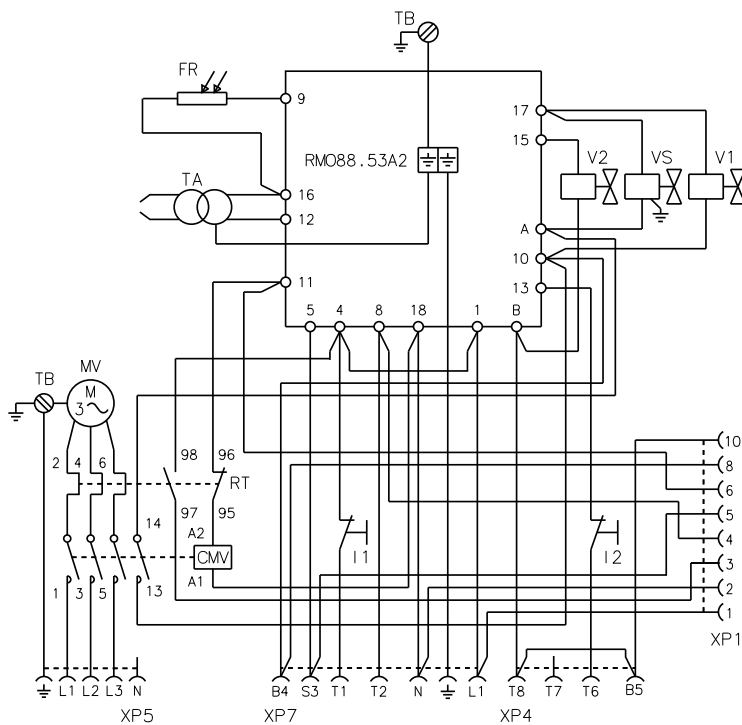 TB
FR
9
17
15
RMO88.53A2
V2
VS
V1
TA
16
12
A
10
11
13
5
4
8
18
1
B
MV
TB
M
3
2
4
6
98
96
RT
97
95
14
A2
CMV
A1
I1
I2
1
3
5
13
10
8
6
5
4
3
2
1
XP1
L1
L2
L3
N
B4
S3
T1
T2
N
L1
T8
T7
T6
B5
XP5
XP7
XP4